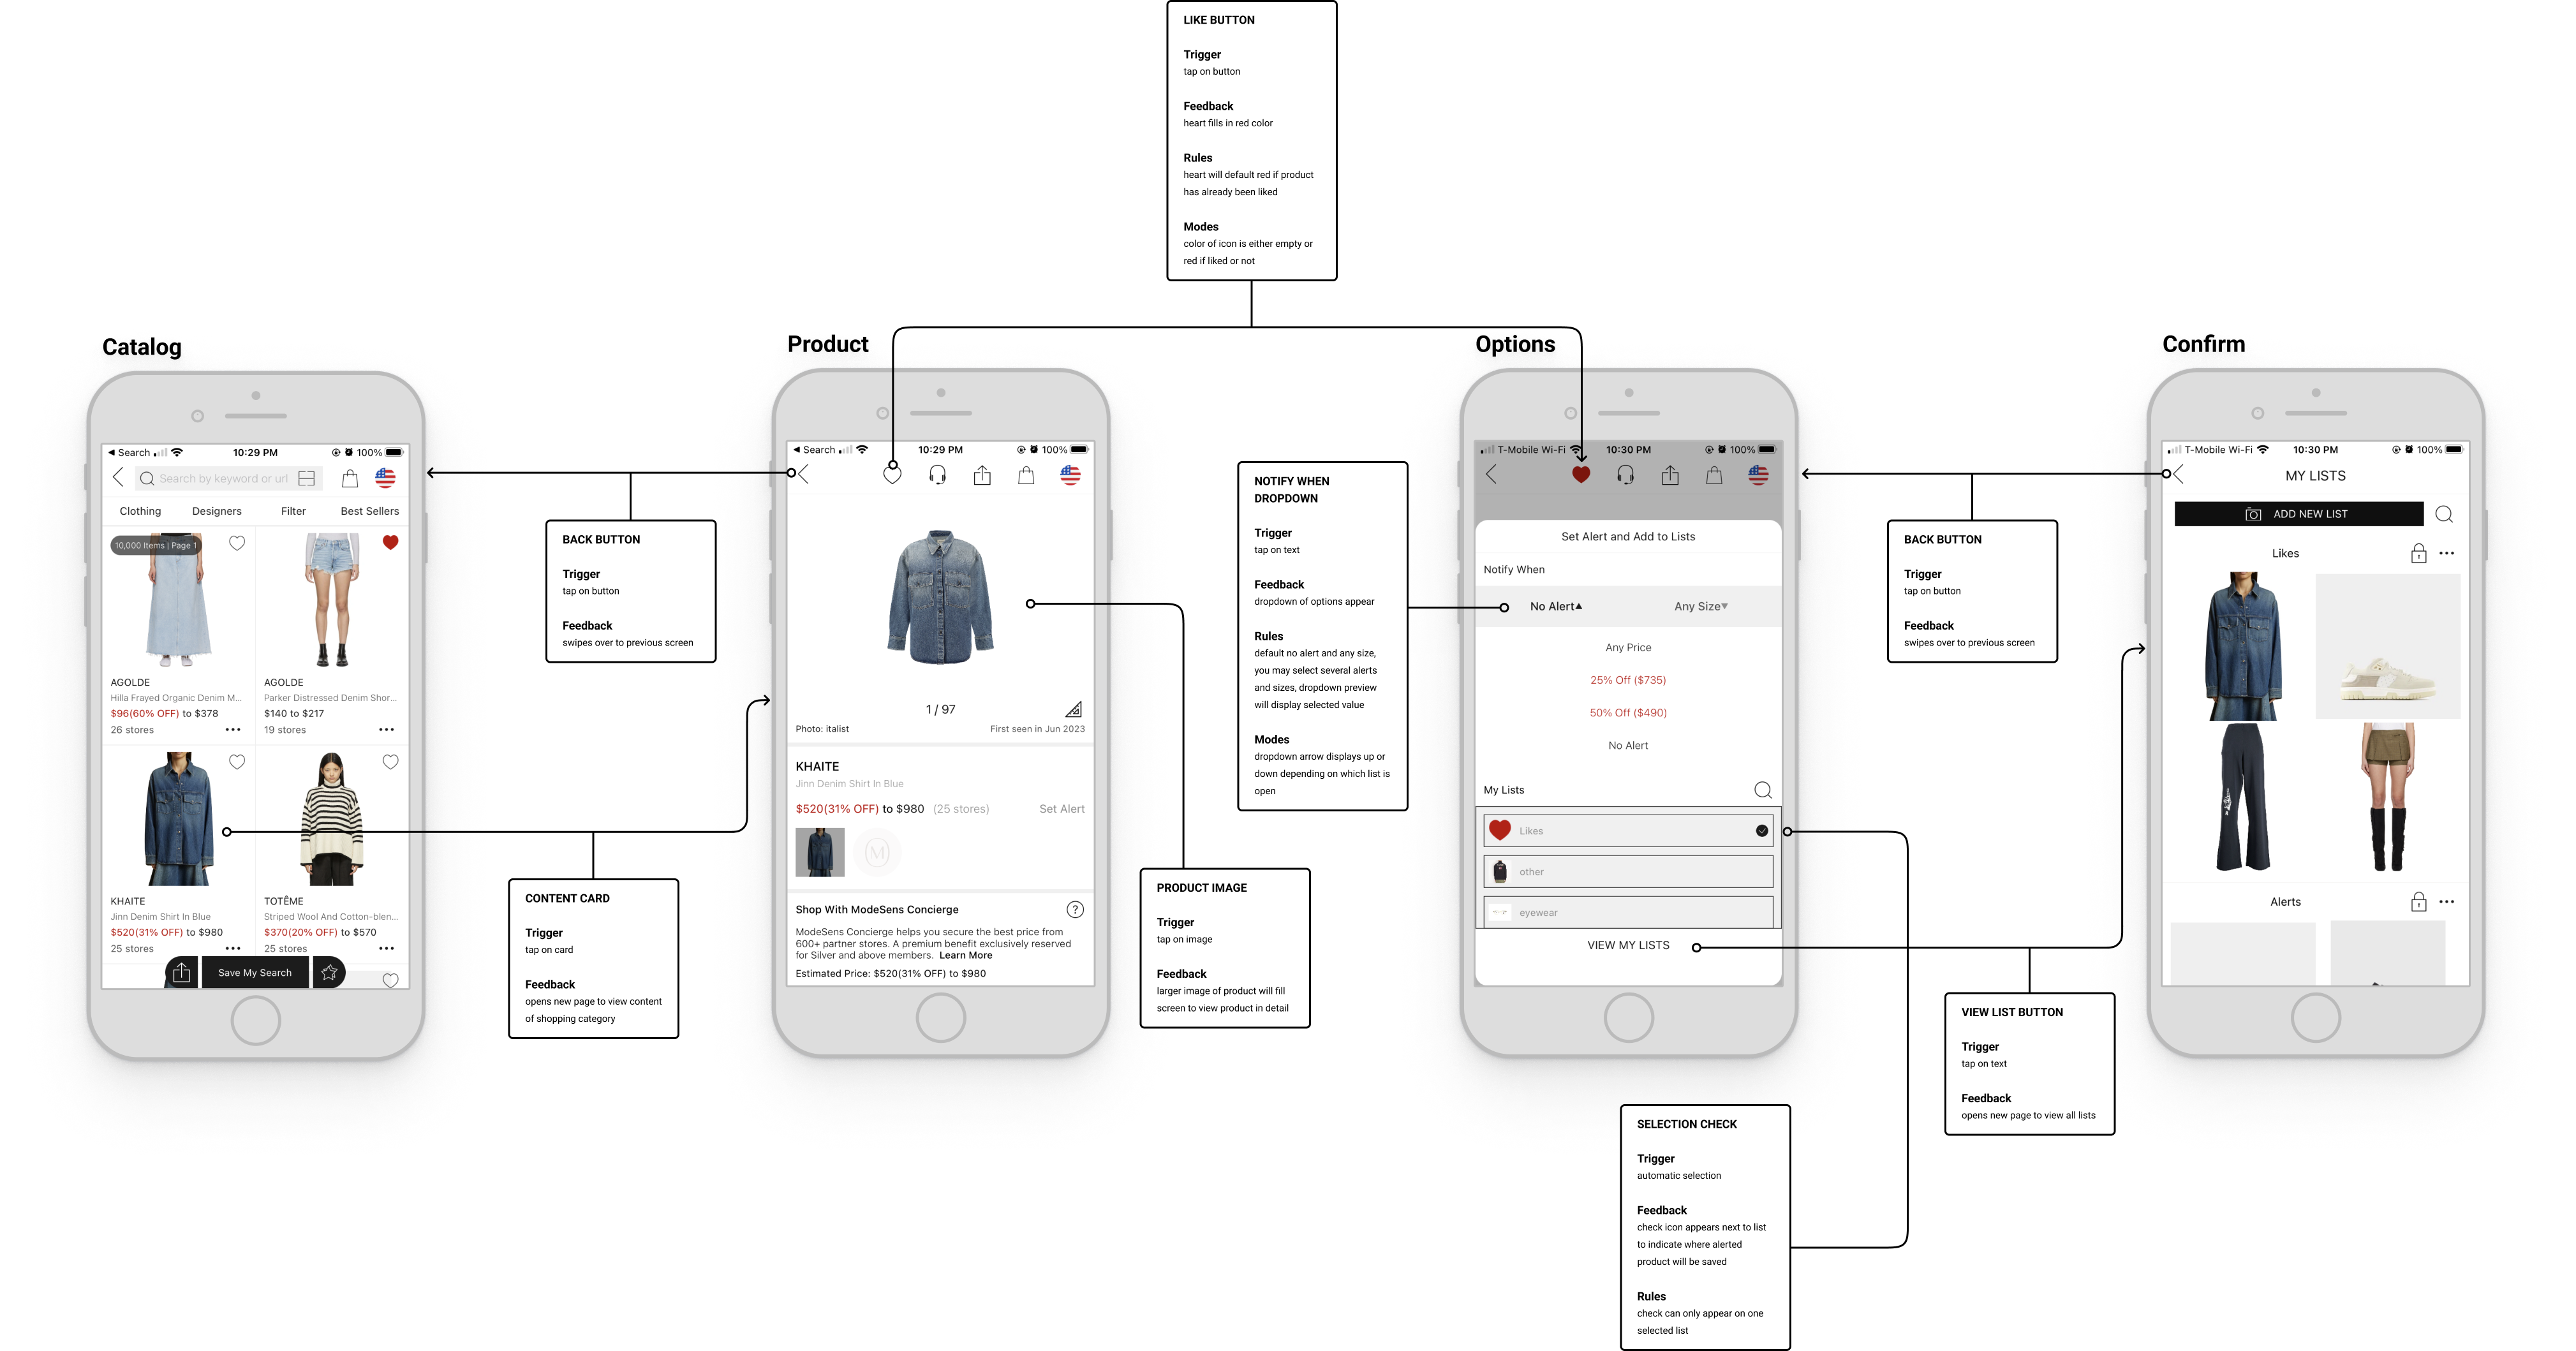 LIKE BUTTON
Trigger
tap on button
Feedback
heart fills in red color
Rules
heart will default red if product
has already been liked
Modes
color of icon is either empty or
red if liked or not
Catalog
Search
10:29 PM
100%
Search by keyword or url
Clothing
Designers
Filter
Best Sellers
10,000 Items | Page 1
AGOLDE
Hilla Frayed Organic Denim M...
$96(60% OFF) to $378
26 stores
AGOLDE
Parker Distressed Denim Shor...
$140 to $217
19 stores
KHAITE
Jinn Denim Shirt In Blue
$520(31% OFF) to $980
25 stores
TOTÊME
Striped Wool And Cotton-blen...
$370(20% OFF) to $570
25 stores
Save My Search
BACK BUTTON
Trigger
tap on button
Feedback
swipes over to previous screen
CONTENT CARD
Trigger
tap on card
Feedback
opens new page to view content
of shopping category
Product
Search
10:29 PM
100%
1 / 97
Photo: italist
First seen in Jun 2023
KHAITE
Jinn Denim Shirt In Blue
$520(31% OFF) to $980 (25 stores)
Set Alert
M
Shop With ModeSens Concierge
?
ModeSens Concierge helps you secure the best price from
600+ partner stores. A premium benefit exclusively reserved
for Silver and above members. Learn More
Estimated Price: $520(31% OFF) to $980
PRODUCT IMAGE
Trigger
tap on image
Feedback
larger image of product will fill
screen to view product in detail
NOTIFY WHEN
DROPDOWN
Trigger
tap on text
Feedback
dropdown of options appear
Rules
default no alert and any size,
you may select several alerts
and sizes, dropdown preview
will display selected value
Modes
dropdown arrow displays up or
down depending on which list is
open
Options
T-Mobile Wi-Fi
10:30 PM
100%
Set Alert and Add to Lists
Notify When
No Alert▲
Any Size▼
Any Price
25% Off ($735)
50% Off ($490)
No Alert
My Lists
Likes
other
eyewear
VIEW MY LISTS
SELECTION CHECK
Trigger
automatic selection
Feedback
check icon appears next to list
to indicate where alerted
product will be saved
Rules
check can only appear on one
selected list
BACK BUTTON
Trigger
tap on button
Feedback
swipes over to previous screen
VIEW LIST BUTTON
Trigger
tap on text
Feedback
opens new page to view all lists
Confirm
T-Mobile Wi-Fi
10:30 PM
100%
MY LISTS
ADD NEW LIST
Likes
Alerts